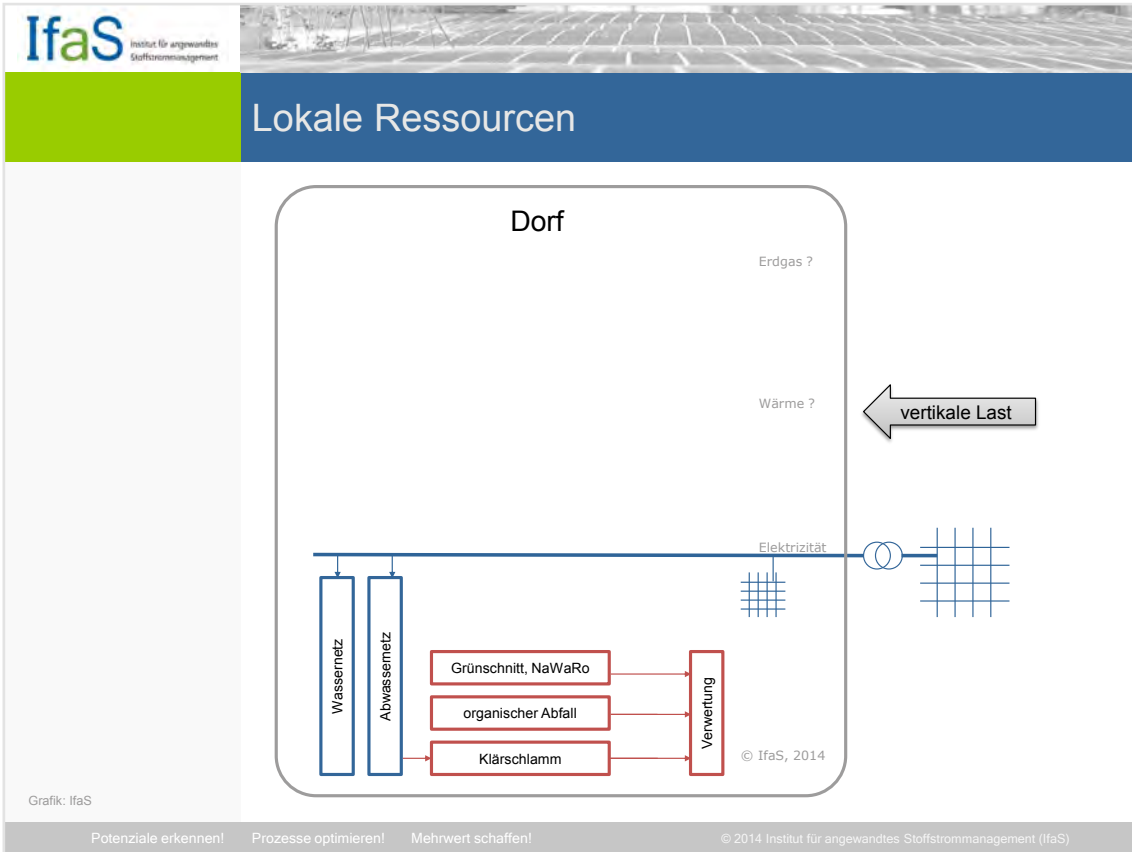 IfaS Institut für angewandtes
Stoffstrommanagement
Lokale Ressourcen
Dorf
Erdgas ?
Wärme ?
vertikale Last
Elektrizität
Wassernetz
Abwassernetz
Grünschnitt, NaWaRo
organischer Abfall
Klärschlamm
Verwertung
© IfaS, 2014
Grafik: IfaS
Potenziale erkennen! Prozesse optimieren! Mehrwert schaffen! © 2014 Institut für angewandtes Stoffstrommanagement (IfaS)